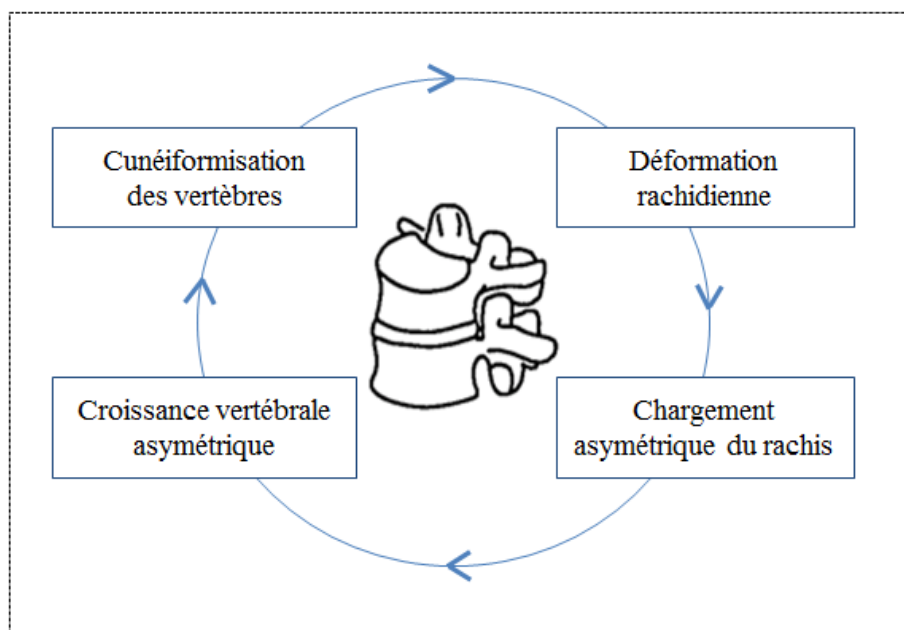 Cunéiformisation
des vertèbres
Déformation
rachidienne
Croissance vertébrale
asymétrique
Chargement
asymétrique du rachis